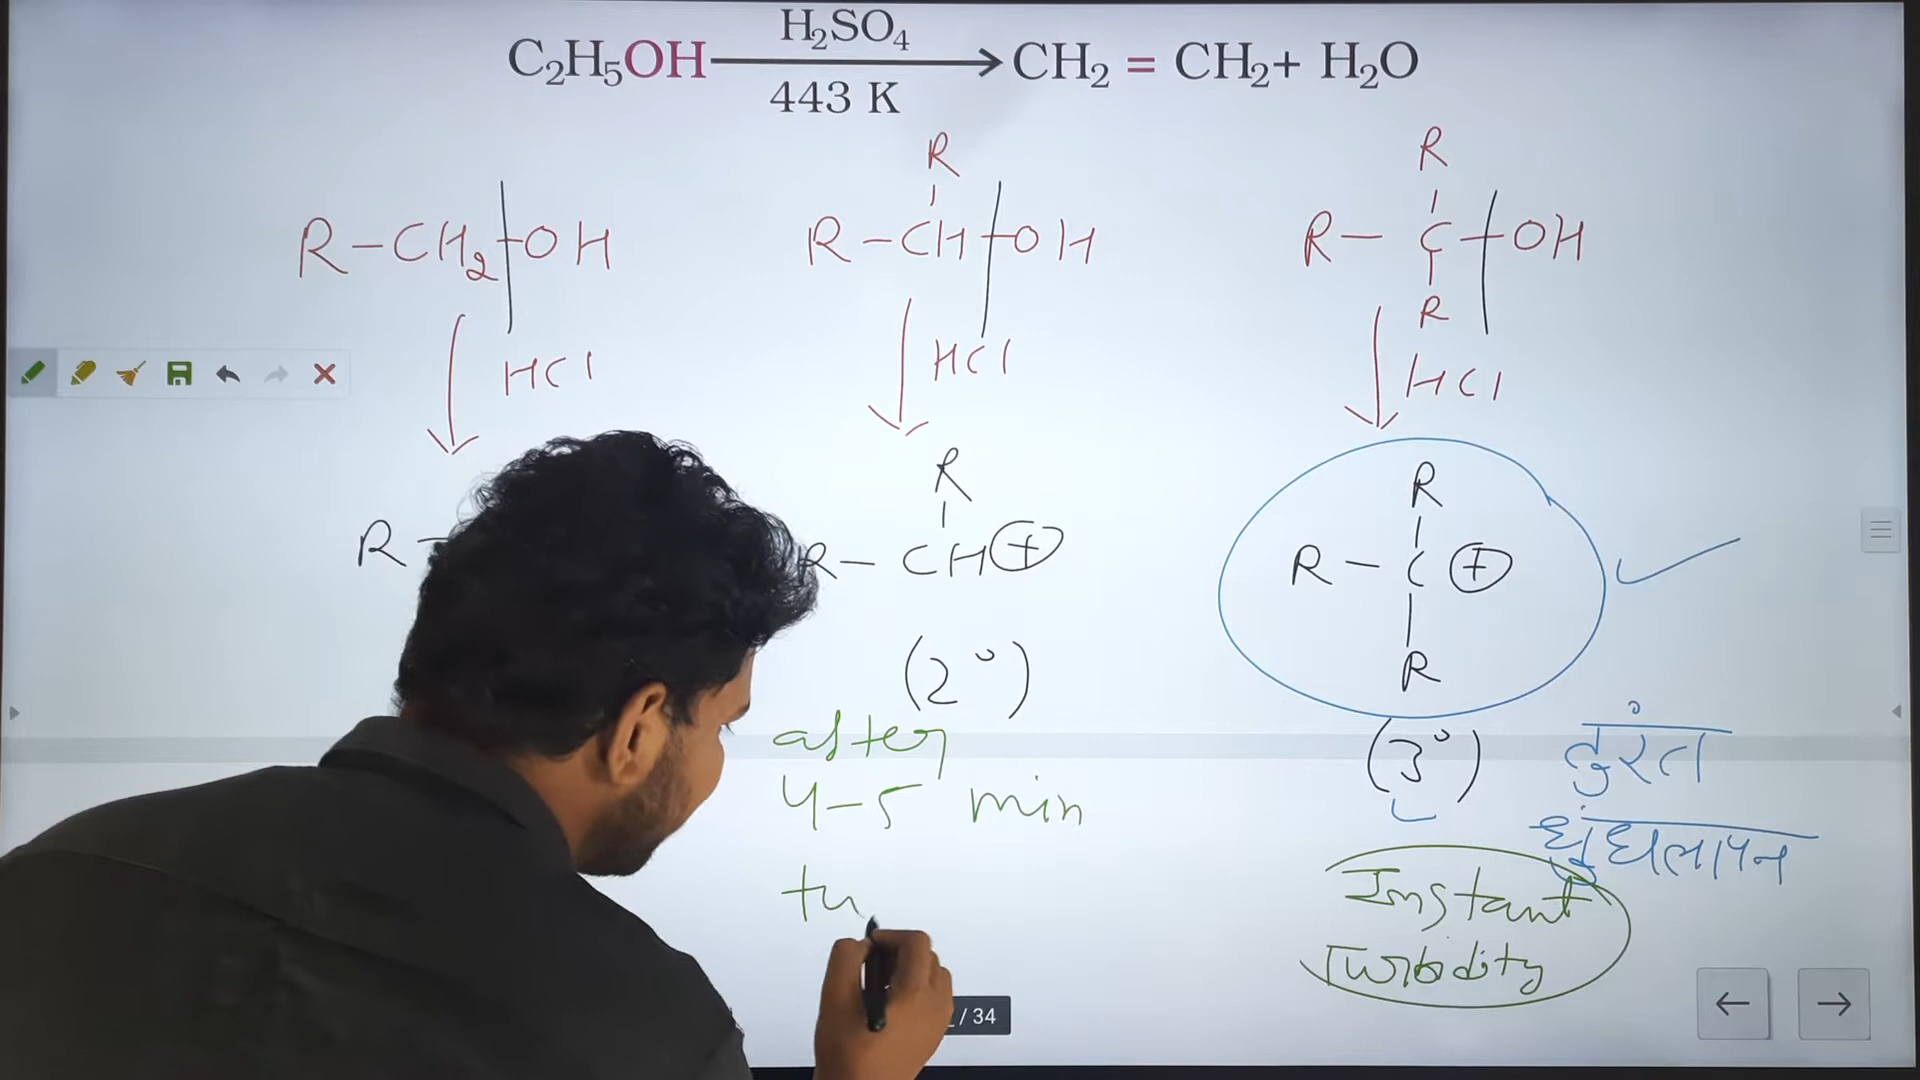 C₂H₅OH H₂SO₄ 443 K CH₂ = CH₂ + H₂O
R–CH₂–OH
R
R–CH–OH
R
R–C–OH
R
HCl
HCl
HCl
R–
R
R–CH⊕
(2°)
R
R–C⊕
R
(3°)
तुरंत
धुंधलापन
after
4–5 min
tu
Instant
Turbidity
/ 34